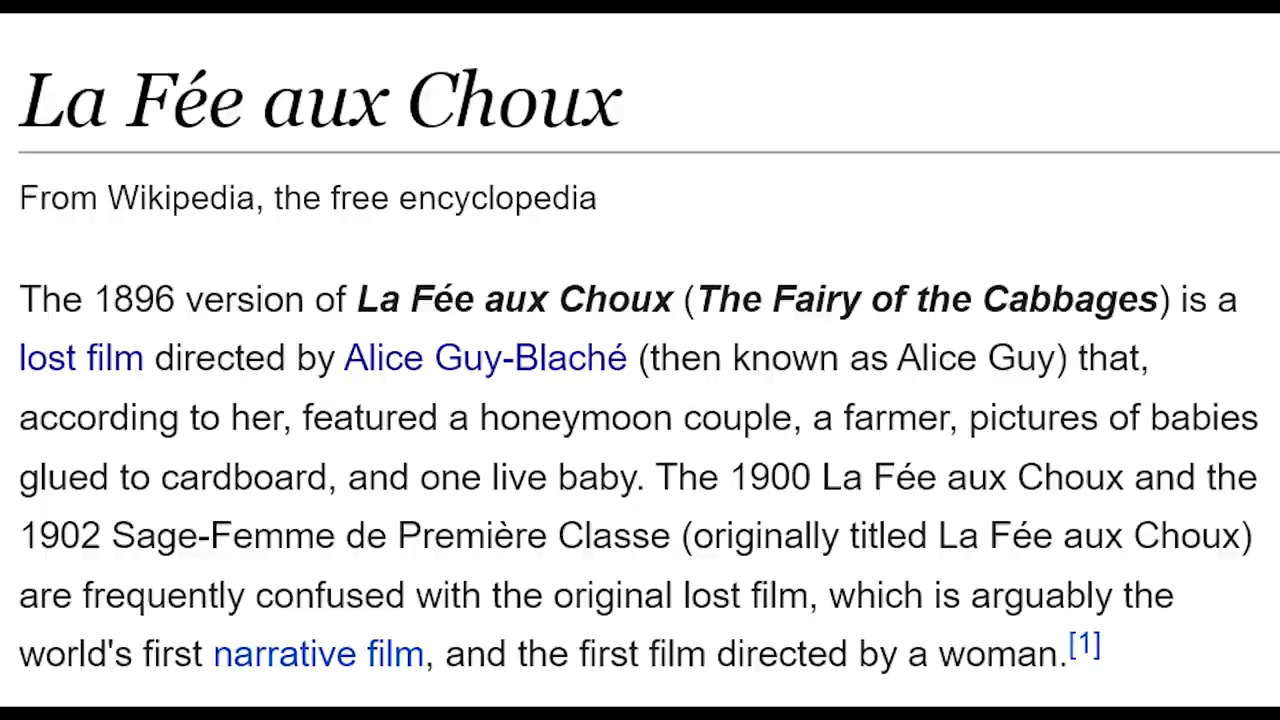 La Fée aux Choux
From Wikipedia, the free encyclopedia
The 1896 version of La Fée aux Choux (The Fairy of the Cabbages) is a
lost film directed by Alice Guy-Blaché (then known as Alice Guy) that,
according to her, featured a honeymoon couple, a farmer, pictures of babies
glued to cardboard, and one live baby. The 1900 La Fée aux Choux and the
1902 Sage-Femme de Première Classe (originally titled La Fée aux Choux)
are frequently confused with the original lost film, which is arguably the
world's first narrative film, and the first film directed by a woman.[1]